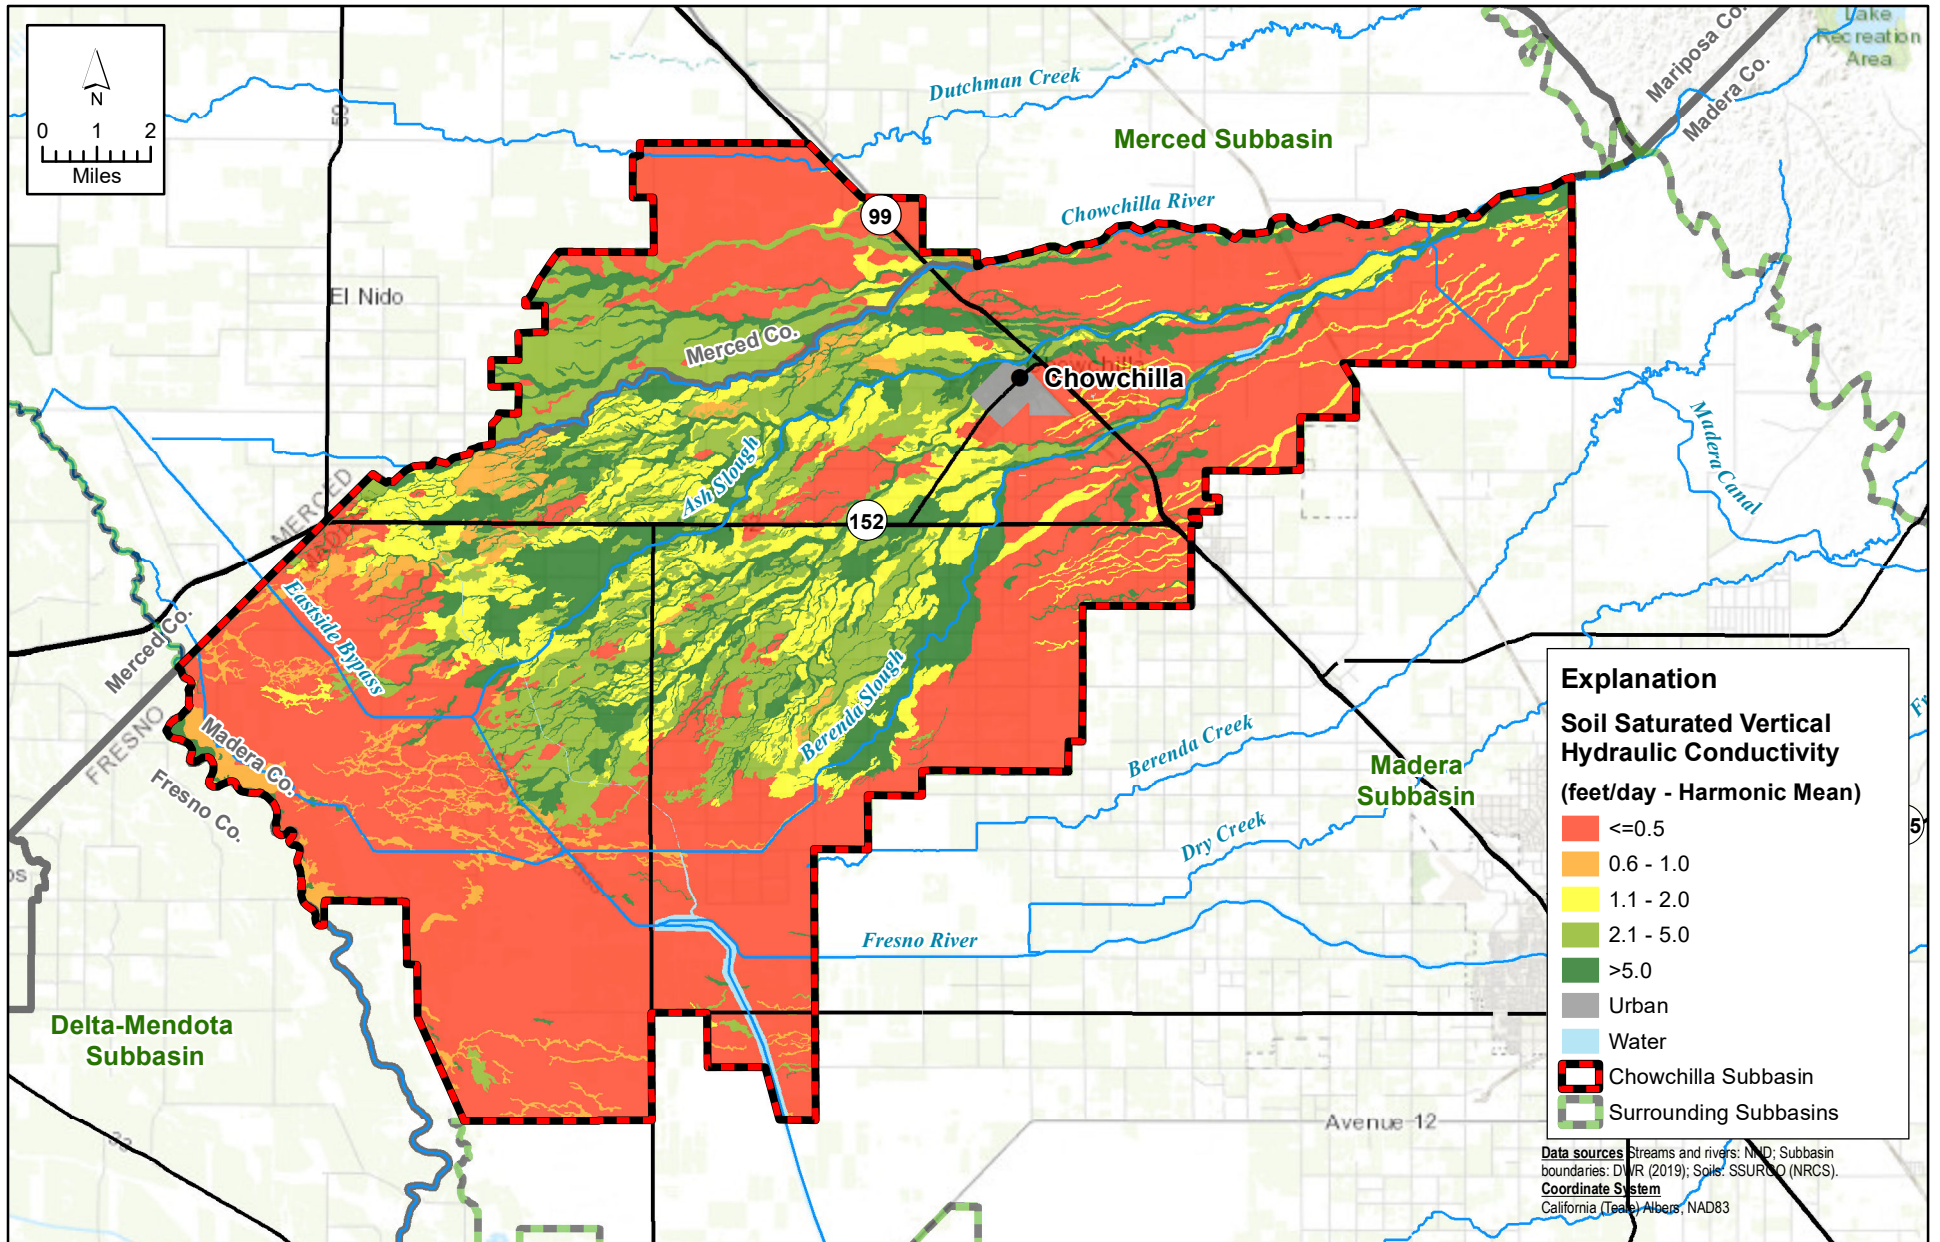 Lake
Recreation
Area
Mariposa Co.
Madera Co.
N
0 1 2
Miles
59
Dutchman Creek
Merced Subbasin
Chowchilla River
99
El Nido
Merced Co.
Chowchilla
Madera Canal
Ash Slough
152
MERCED
Eastside Bypass
Merced Co.
FRESNO
Madera Co.
Fresno Co.
Berenda Slough
Berenda Creek
Madera
Subbasin
Dry Creek
Fresno River
Delta-Mendota
Subbasin
Avenue 12
33
Explanation
Soil Saturated Vertical
Hydraulic Conductivity
(feet/day - Harmonic Mean)
<=0.5
0.6 - 1.0
1.1 - 2.0
2.1 - 5.0
>5.0
Urban
Water
Chowchilla Subbasin
Surrounding Subbasins
Data sources Streams and rivers: NHD; Subbasin
boundaries: DWR (2019); Soils: SSURGO (NRCS).
Coordinate System
California (Teale) Albers, NAD83